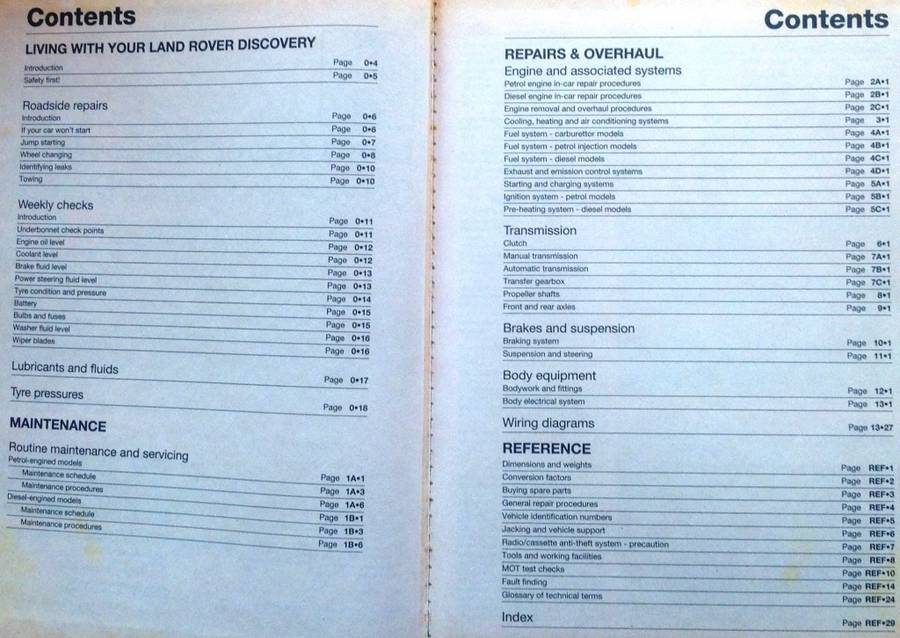 Contents
LIVING WITH YOUR LAND ROVER DISCOVERY
Introduction Page 0•4
Safety first! Page 0•5
Roadside repairs
Introduction Page 0•6
If your car won't start Page 0•6
Jump starting Page 0•7
Wheel changing Page 0•8
Identifying leaks Page 0•10
Towing Page 0•10
Weekly checks
Introduction Page 0•11
Underbonnet check points Page 0•11
Engine oil level Page 0•12
Coolant level Page 0•12
Brake fluid level Page 0•13
Power steering fluid level Page 0•13
Tyre condition and pressure Page 0•14
Battery Page 0•15
Bulbs and fuses Page 0•15
Washer fluid level Page 0•16
Wiper blades Page 0•16
Lubricants and fluids Page 0•17
Tyre pressures Page 0•18
MAINTENANCE
Routine maintenance and servicing
Petrol-engined models Page 1A•1
Maintenance schedule Page 1A•3
Maintenance procedures Page 1A•6
Diesel-engined models Page 1B•1
Maintenance schedule Page 1B•3
Maintenance procedures Page 1B•6
Contents
REPAIRS & OVERHAUL
Engine and associated systems
Petrol engine in-car repair procedures Page 2A•1
Diesel engine in-car repair procedures Page 2B•1
Engine removal and overhaul procedures Page 2C•1
Cooling, heating and air conditioning systems Page 3•1
Fuel system - carburettor models Page 4A•1
Fuel system - petrol injection models Page 4B•1
Fuel system - diesel models Page 4C•1
Exhaust and emission control systems Page 4D•1
Starting and charging systems Page 5A•1
Ignition system - petrol models Page 5B•1
Pre-heating system - diesel models Page 5C•1
Transmission
Clutch Page 6•1
Manual transmission Page 7A•1
Automatic transmission Page 7B•1
Transfer gearbox Page 7C•1
Propeller shafts Page 8•1
Front and rear axles Page 9•1
Brakes and suspension
Braking system Page 10•1
Suspension and steering Page 11•1
Body equipment
Bodywork and fittings Page 12•1
Body electrical system Page 13•1
Wiring diagrams Page 13•27
REFERENCE
Dimensions and weights Page REF•1
Conversion factors Page REF•2
Buying spare parts Page REF•3
General repair procedures Page REF•4
Vehicle identification numbers Page REF•5
Jacking and vehicle support Page REF•6
Radio/cassette anti-theft system - precaution Page REF•7
Tools and working facilities Page REF•8
MOT test checks Page REF•10
Fault finding Page REF•14
Glossary of technical terms Page REF•24
Index Page REF•29